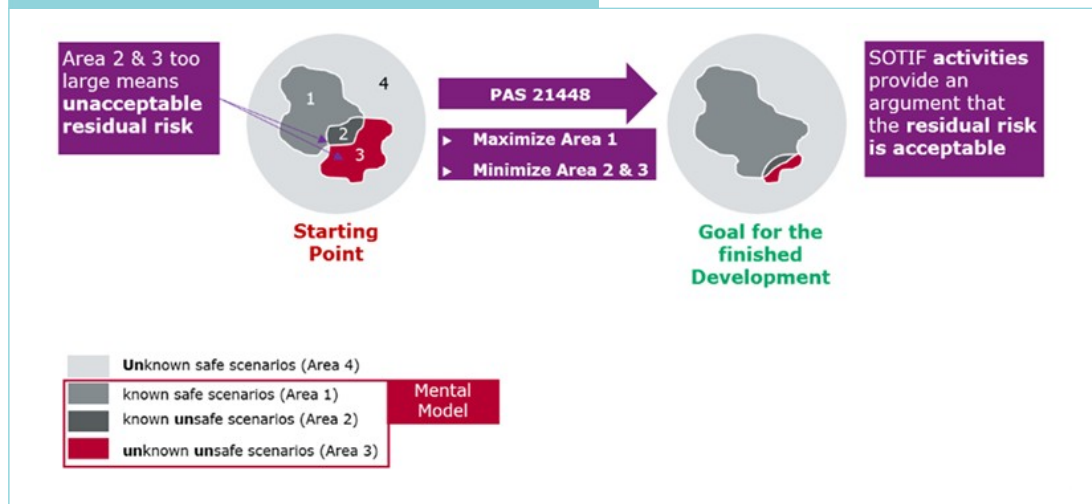 Area 2 & 3 too
large means
unacceptable
residual risk
1
2
3
4
PAS 21448
Maximize Area 1
Minimize Area 2 & 3
SOTIF activities
provide an
argument that
the residual risk
is acceptable
Starting
Point
Goal for the
finished
Development
Unknown safe scenarios (Area 4)
known safe scenarios (Area 1)
known unsafe scenarios (Area 2)
unknown unsafe scenarios (Area 3)
Mental
Model